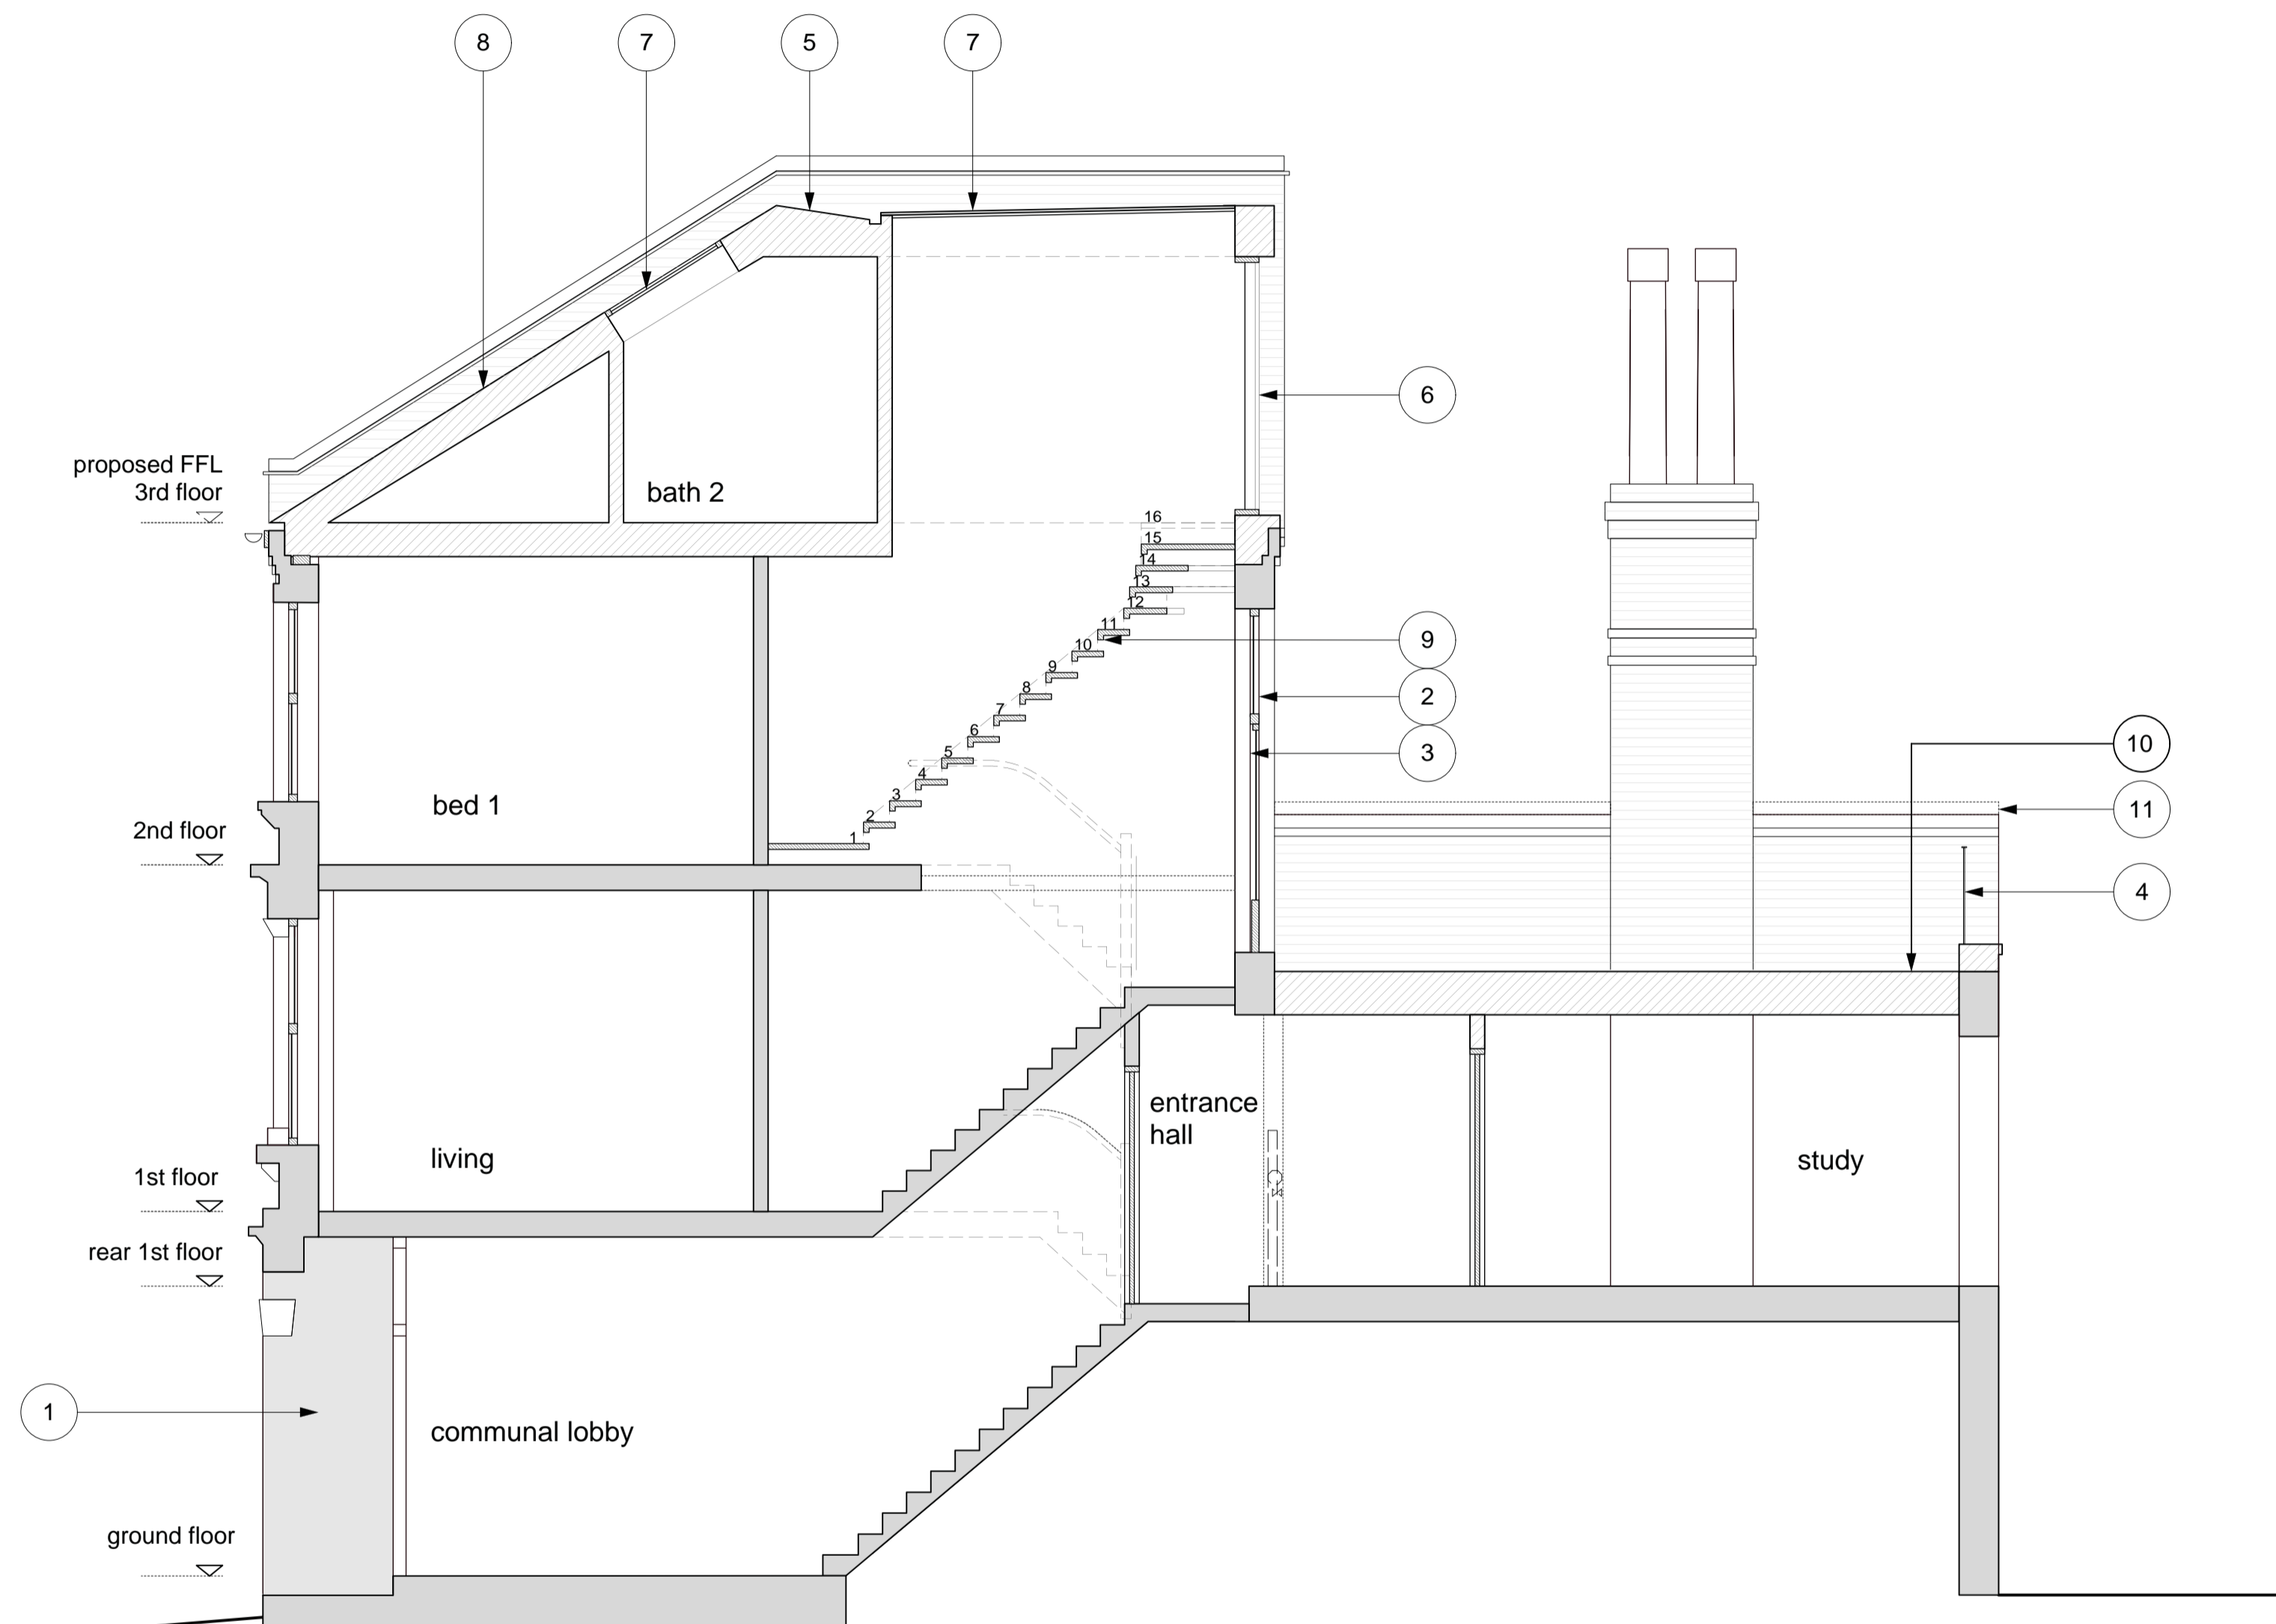 8
7
5
7
6
proposed FFL
3rd floor
bath 2
16
15
14
13
12
11
10
9
8
7
6
5
4
3
2
1
9
2
3
10
11
4
bed 1
2nd floor
entrance
hall
living
study
1st floor
rear 1st floor
1
communal lobby
ground floor